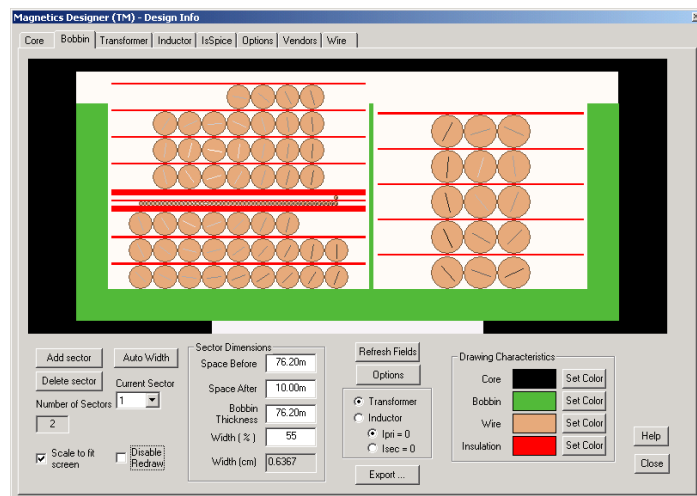 Magnetics Designer (TM) - Design Info
Core Bobbin Transformer Inductor IsSpice Options Vendors Wire
Add sector Auto Width
Delete sector Current Sector
Number of Sectors 1
2
Scale to fit screen
Disable Redraw
Sector Dimensions
Space Before 76.20m
Space After 10.00m
Bobbin Thickness 76.20m
Width ( % ) 55
Width (cm) 0.6367
Refresh Fields
Options
Transformer
Inductor
Ipri = 0
Isec = 0
Export ...
Drawing Characteristics
Core Set Color
Bobbin Set Color
Wire Set Color
Insulation Set Color
Help
Close